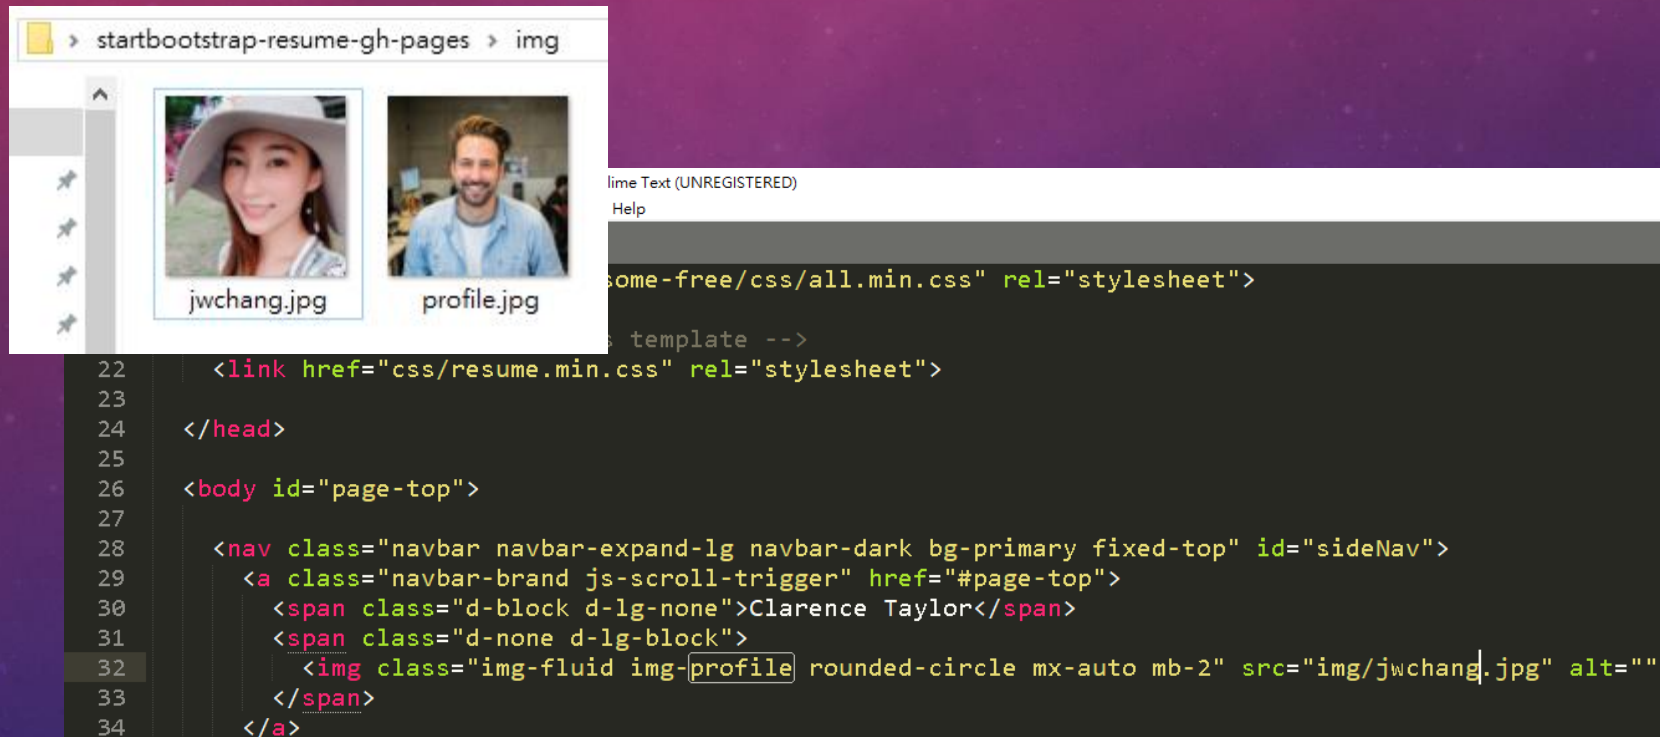 startbootstrap-resume-gh-pages > img
jwchang.jpg
profile.jpg
lime Text (UNREGISTERED)
Help
some-free/css/all.min.css" rel="stylesheet">
template -->
22 <link href="css/resume.min.css" rel="stylesheet">
23
24 </head>
25
26 <body id="page-top">
27
28 <nav class="navbar navbar-expand-lg navbar-dark bg-primary fixed-top" id="sideNav">
29 <a class="navbar-brand js-scroll-trigger" href="#page-top">
30 <span class="d-block d-lg-none">Clarence Taylor</span>
31 <span class="d-none d-lg-block">
32 <img class="img-fluid img-profile rounded-circle mx-auto mb-2" src="img/jwchang.jpg" alt=""
33 </span>
34 </a>